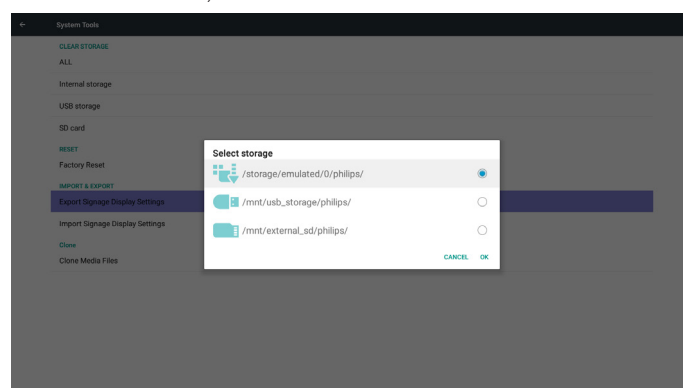 System Tools
CLEAR STORAGE
ALL
Internal storage
USB storage
SD card
RESET
Factory Reset
IMPORT & EXPORT
Export Signage Display Settings
Import Signage Display Settings
Clone
Clone Media Files
Select storage
/storage/emulated/0/philips/
/mnt/usb_storage/philips/
/mnt/external_sd/philips/
CANCEL OK